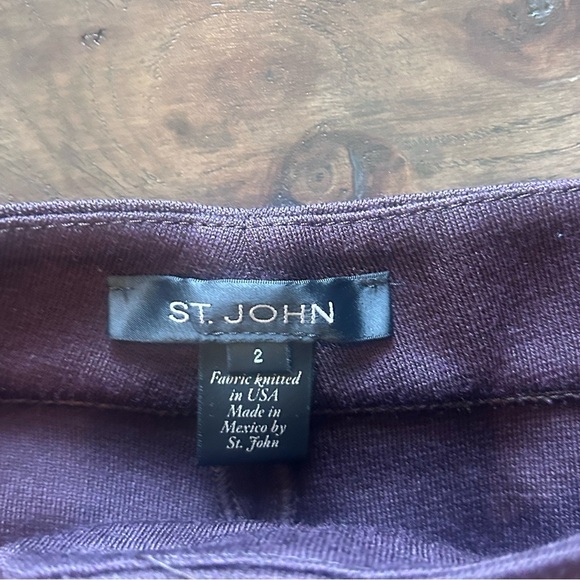 ST. JOHN
2
Fabric knitted
in USA
Made in
Mexico by
St. John